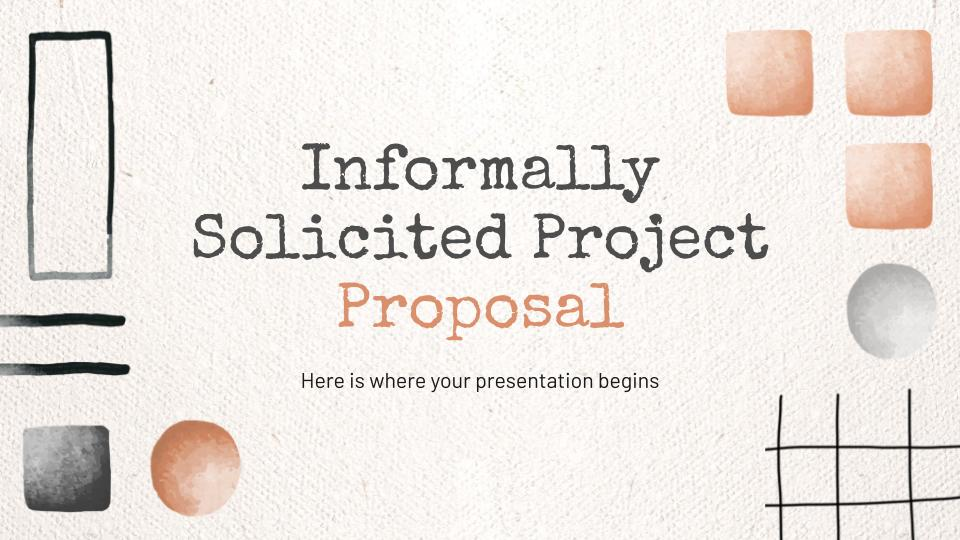 Informally
Solicited Project
Proposal
Here is where your presentation begins